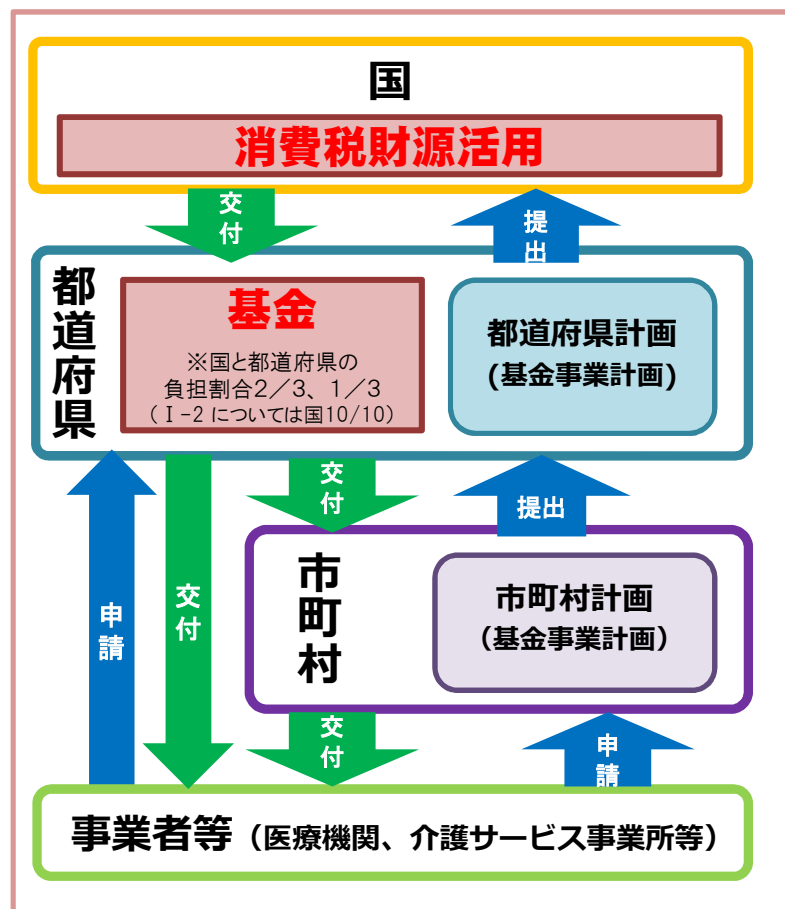 国
消費税財源活用
交付
提出
都道府県
基金
※国と都道府県の
負担割合2／3、1／3
(Ⅰ-2 については国10/10)
都道府県計画
(基金事業計画)
交付
提出
申請
交付
市町村
市町村計画
(基金事業計画)
交付
申請
事業者等（医療機関、介護サービス事業所等）